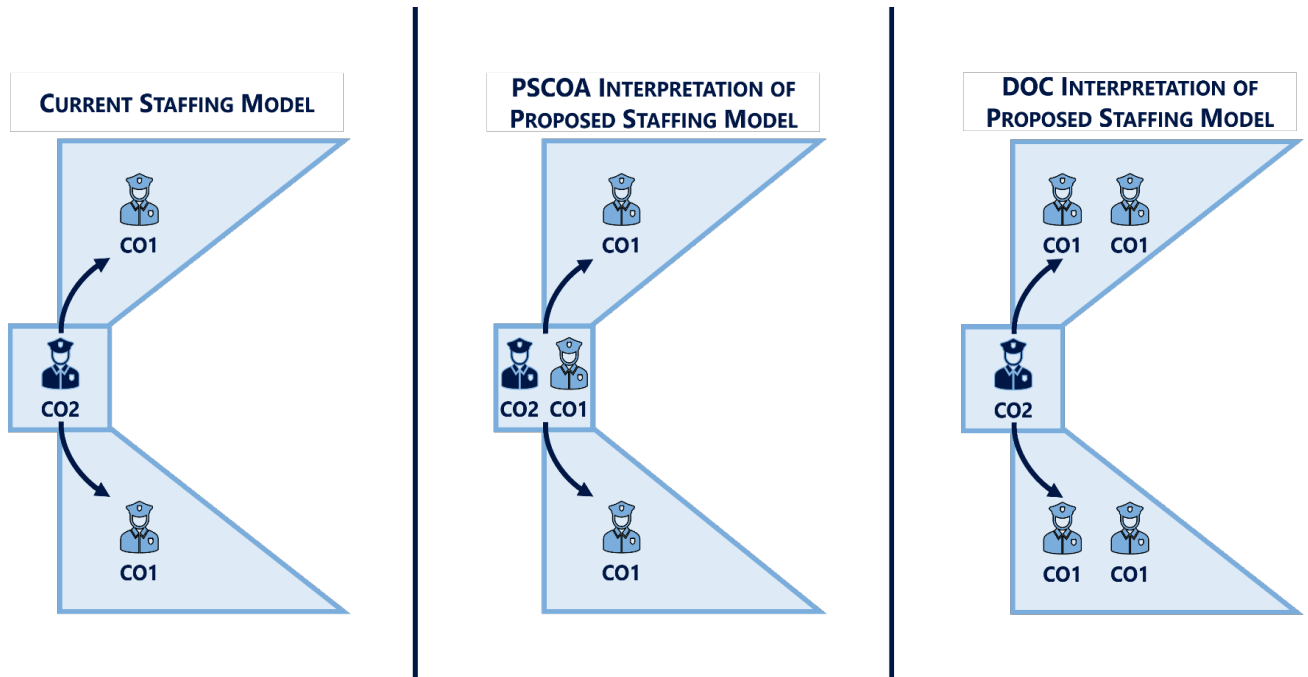 CURRENT STAFFING MODEL
CO1
CO2
CO1
PSCOA INTERPRETATION OF
PROPOSED STAFFING MODEL
CO1
CO2 CO1
CO1
DOC INTERPRETATION OF
PROPOSED STAFFING MODEL
CO1 CO1
CO2
CO1 CO1